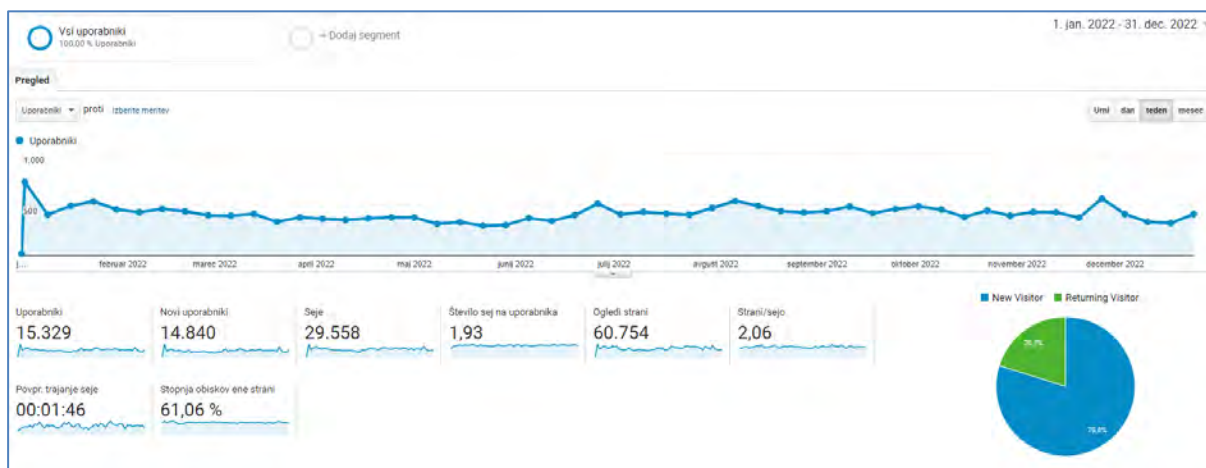 Vsi uporabniki
100,00 % Uporabniki
+ Dodaj segment
1. jan. 2022 - 31. dec. 2022
Pregled
Uporabniki proti Izberite meritev
Urni dan teden mesec
Uporabniki
1,000
500
j... februar 2022 marec 2022 april 2022 maj 2022 junij 2022 julij 2022 avgust 2022 september 2022 oktober 2022 november 2022 december 2022
New Visitor Returning Visitor
Uporabniki Novi uporabniki Seje Število sej na uporabnika Ogledi strani Strani/sejo
15.329 14.840 29.558 1,93 60.754 2,06
Povpr. trajanje seje Stopnja obiskov ene strani
00:01:46 61,06 %